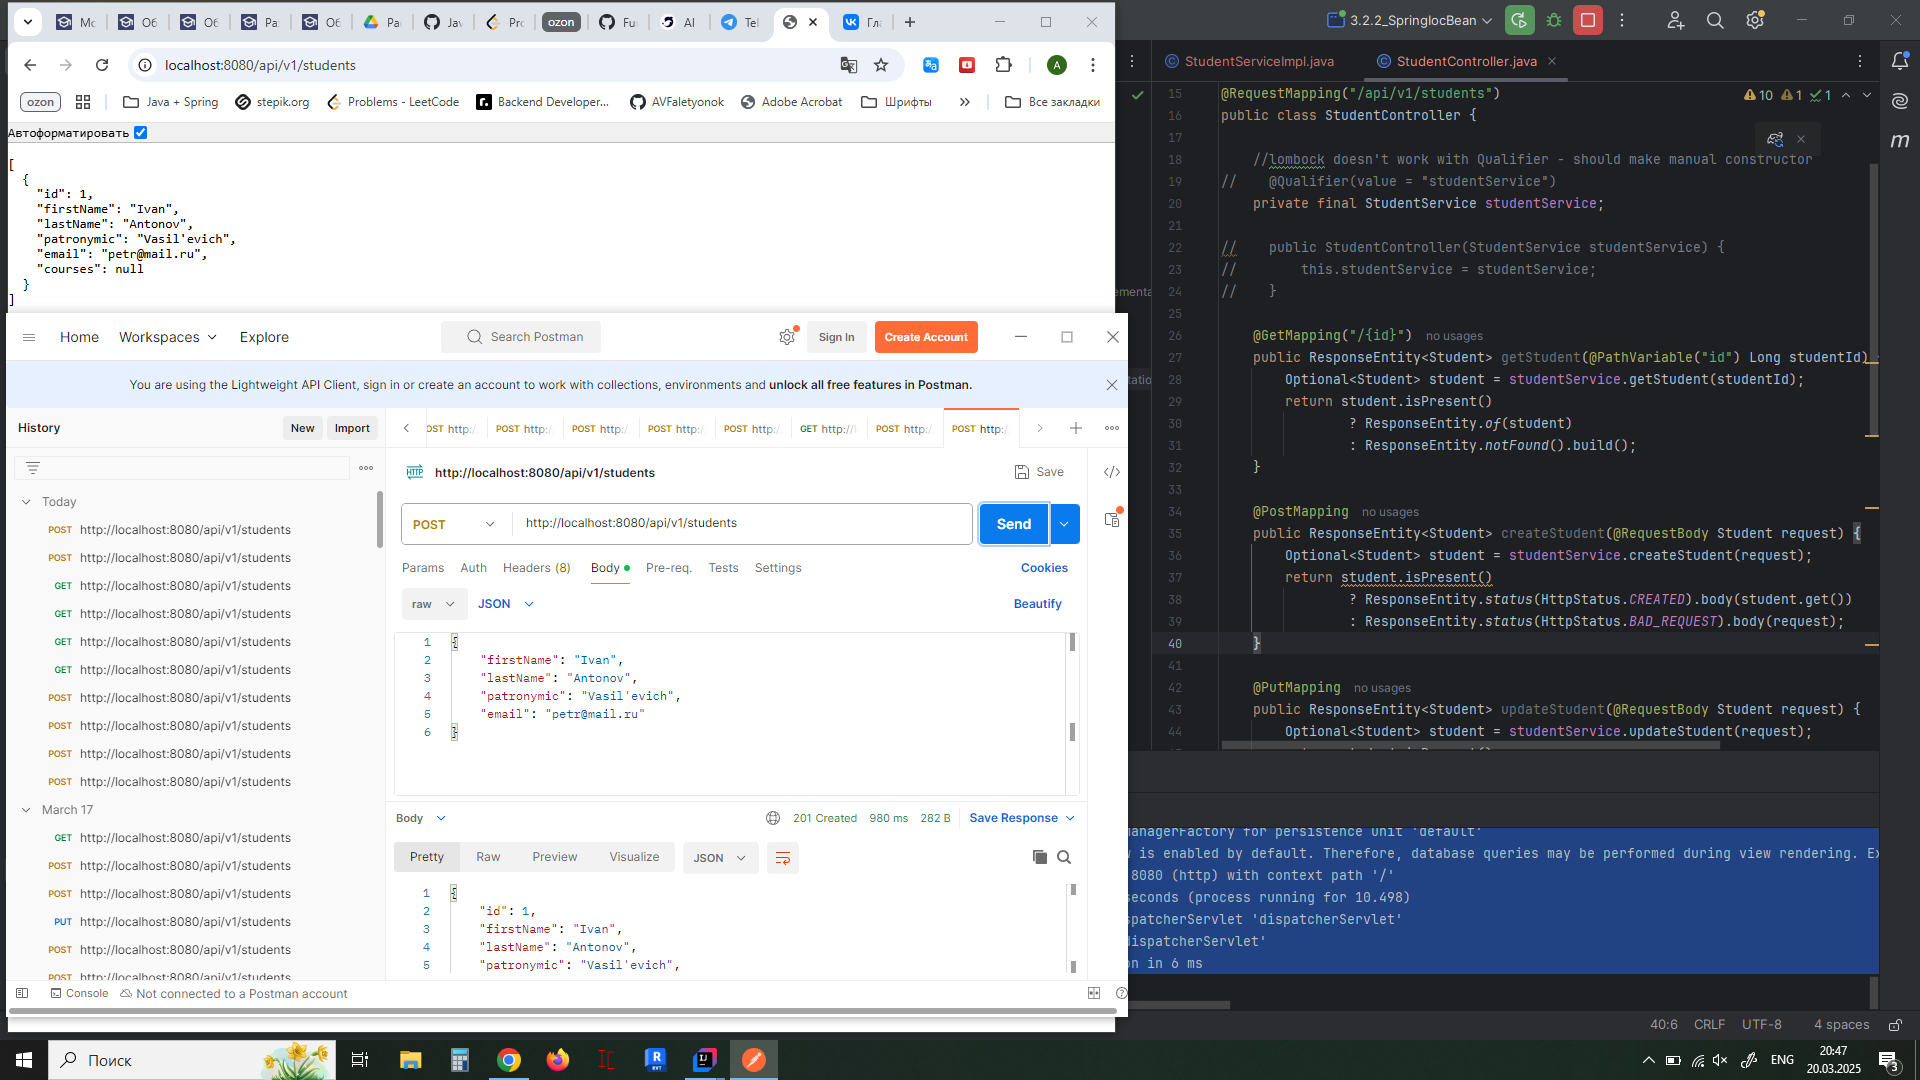 Мо
Об
Об
Ра
Об
Ра
Jav
Pro
ozon
Fu
AI
Tel
Гл
localhost:8080/api/v1/students
A
ozon
Java + Spring
stepik.org
Problems - LeetCode
Backend Developer...
AVFaletyonok
Adobe Acrobat
Шрифты
»
Все закладки
Автоформатировать
[
{
"id": 1,
"firstName": "Ivan",
"lastName": "Antonov",
"patronymic": "Vasil'evich",
"email": "petr@mail.ru",
"courses": null
}
]
Home
Workspaces
Explore
Search Postman
Sign In
Create Account
You are using the Lightweight API Client, sign in or create an account to work with collections, environments and unlock all free features in Postman.
History
New
Import
OST http:/
POST http:/
POST http:/
POST http:/
POST http:/
GET http://l
POST http:/
POST http:/
HTTP
http://localhost:8080/api/v1/students
Save
</>
Today
POST http://localhost:8080/api/v1/students
POST http://localhost:8080/api/v1/students
GET http://localhost:8080/api/v1/students
GET http://localhost:8080/api/v1/students
GET http://localhost:8080/api/v1/students
GET http://localhost:8080/api/v1/students
POST http://localhost:8080/api/v1/students
POST http://localhost:8080/api/v1/students
POST http://localhost:8080/api/v1/students
POST http://localhost:8080/api/v1/students
March 17
GET http://localhost:8080/api/v1/students
POST http://localhost:8080/api/v1/students
POST http://localhost:8080/api/v1/students
PUT http://localhost:8080/api/v1/students
POST http://localhost:8080/api/v1/students
POST http://localhost:8080/api/v1/students
POST
http://localhost:8080/api/v1/students
Send
Params
Auth
Headers (8)
Body
Pre-req.
Tests
Settings
Cookies
raw
JSON
Beautify
1 {
2 "firstName": "Ivan",
3 "lastName": "Antonov",
4 "patronymic": "Vasil'evich",
5 "email": "petr@mail.ru"
6 }
Body
201 Created
980 ms
282 B
Save Response
Pretty
Raw
Preview
Visualize
JSON
1 {
2 "id": 1,
3 "firstName": "Ivan",
4 "lastName": "Antonov",
5 "patronymic": "Vasil'evich",
Console
Not connected to a Postman account
3.2.2_SpringIocBean
StudentServiceImpl.java
StudentController.java
10
1
1
m
ementa
tatio
15 @RequestMapping("/api/v1/students")
16 public class StudentController {
17
18 //lombock doesn't work with Qualifier - should make manual constructor
19 // @Qualifier(value = "studentService")
20 private final StudentService studentService;
21
22 // public StudentController(StudentService studentService) {
23 // this.studentService = studentService;
24 // }
25
26 @GetMapping("/{id}") no usages
27 public ResponseEntity<Student> getStudent(@PathVariable("id") Long studentId)
28 Optional<Student> student = studentService.getStudent(studentId);
29 return student.isPresent()
30 ? ResponseEntity.of(student)
31 : ResponseEntity.notFound().build();
32 }
33
34 @PostMapping no usages
35 public ResponseEntity<Student> createStudent(@RequestBody Student request) {
36 Optional<Student> student = studentService.createStudent(request);
37 return student.isPresent()
38 ? ResponseEntity.status(HttpStatus.CREATED).body(student.get())
39 : ResponseEntity.status(HttpStatus.BAD_REQUEST).body(request);
40 }
41
42 @PutMapping no usages
43 public ResponseEntity<Student> updateStudent(@RequestBody Student request) {
44 Optional<Student> student = studentService.updateStudent(request);
anagerFactory for persistence unit 'default'
w is enabled by default. Therefore, database queries may be performed during view rendering. Ex
8080 (http) with context path '/'
seconds (process running for 10.498)
spatcherServlet 'dispatcherServlet'
dispatcherServlet'
on in 6 ms
40:6
CRLF
UTF-8
4 spaces
Поиск
ENG
20:47
20.03.2025
3